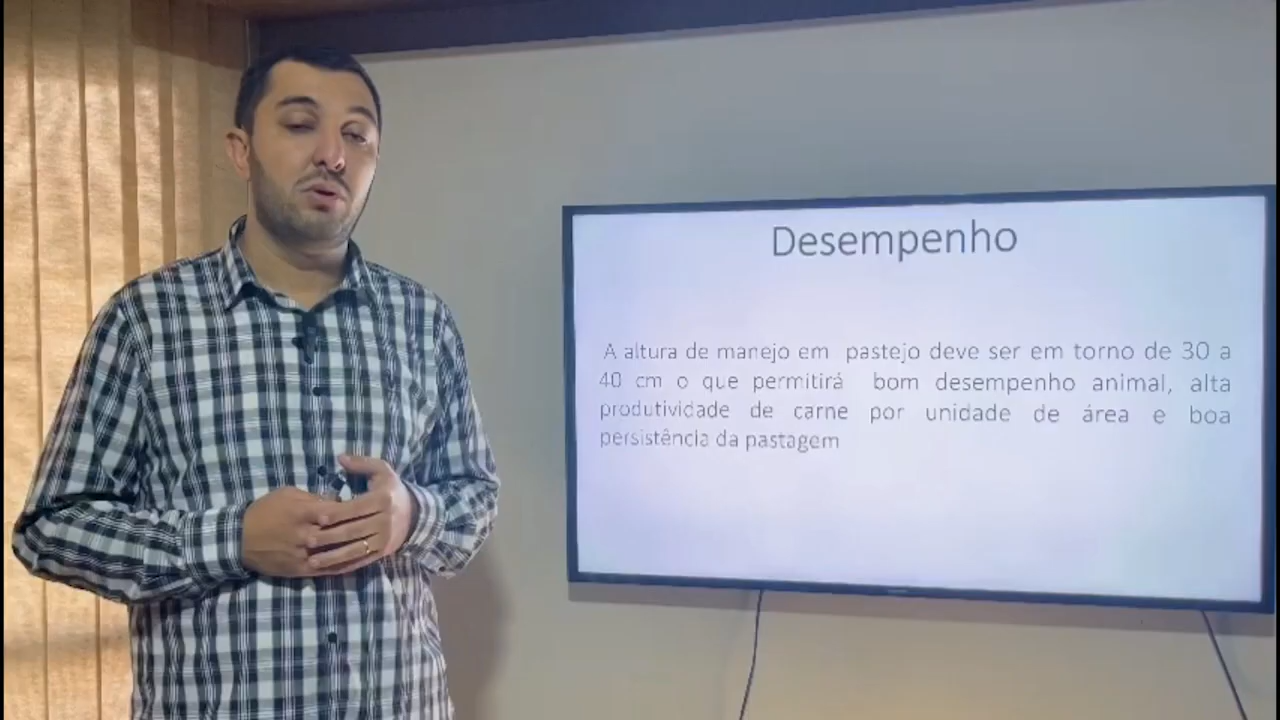 Desempenho
A altura de manejo em pastejo deve ser em torno de 30 a
40 cm o que permitirá bom desempenho animal, alta
produtividade de carne por unidade de área e boa
persistência da pastagem